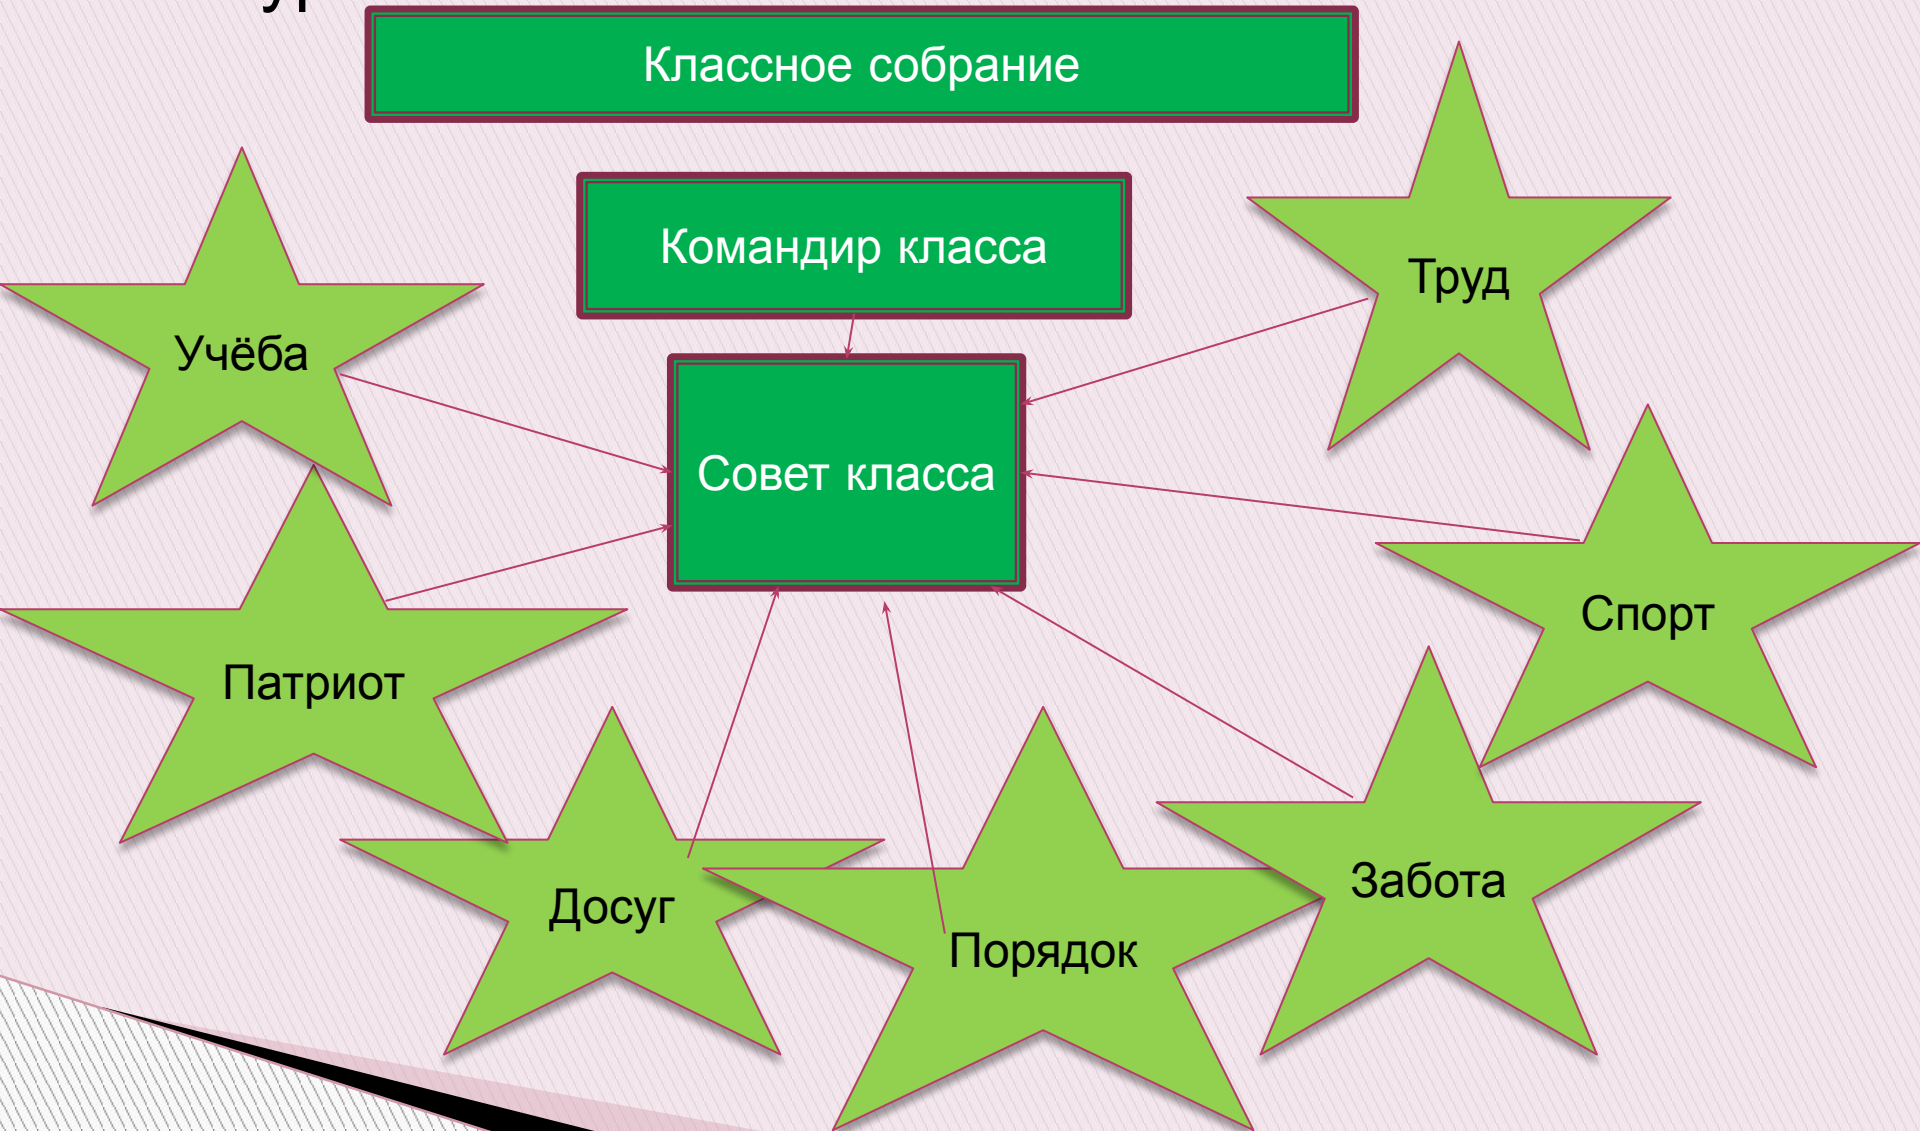 Классное собрание
Командир класса
Труд
Учёба
Совет класса
Спорт
Патриот
Забота
Досуг
Порядок